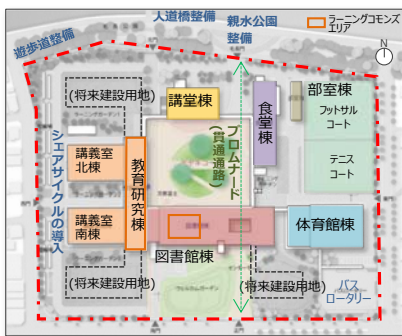 人道橋整備
親水公園
整備
ラーニングコモンズ
エリア
遊歩道整備
N
(将来建設用地)
講堂棟
食堂棟
部室棟
フットサル
コート
シェアサイクルの導入
講義室
北棟
教育研究棟
プロムナード
(貫通通路)
テニス
コート
講義室
南棟
体育館棟
図書館棟
(将来建設用地)
(将来建設用地)
バス
ロータリー